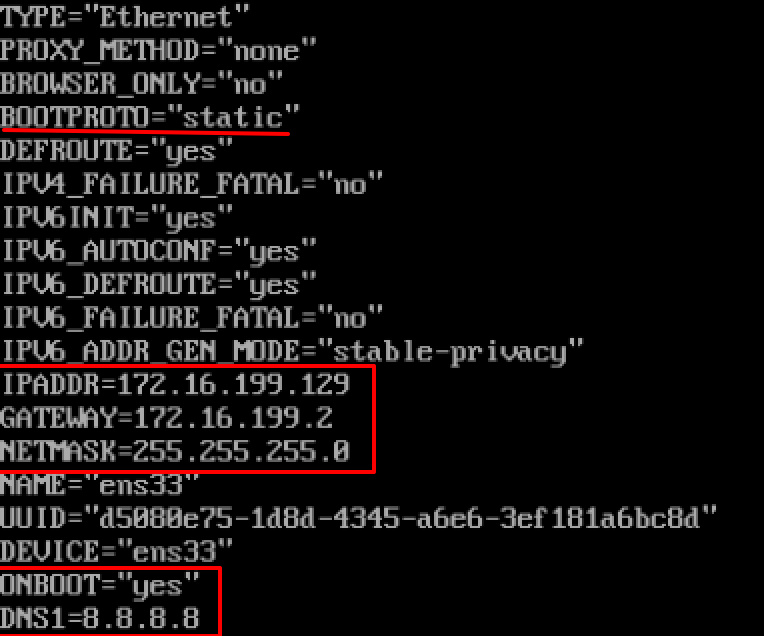 TYPE="Ethernet"
PROXY_METHOD="none"
BROWSER_ONLY="no"
BOOTPROTO="static"
DEFROUTE="yes"
IPV4_FAILURE_FATAL="no"
IPV6INIT="yes"
IPV6_AUTOCONF="yes"
IPV6_DEFROUTE="yes"
IPV6_FAILURE_FATAL="no"
IPV6_ADDR_GEN_MODE="stable-privacy"
IPADDR=172.16.199.129
GATEWAY=172.16.199.2
NETMASK=255.255.255.0
NAME="ens33"
UUID="d5080e75-1d8d-4345-a6e6-3ef181a6bc8d"
DEVICE="ens33"
ONBOOT="yes"
DNS1=8.8.8.8